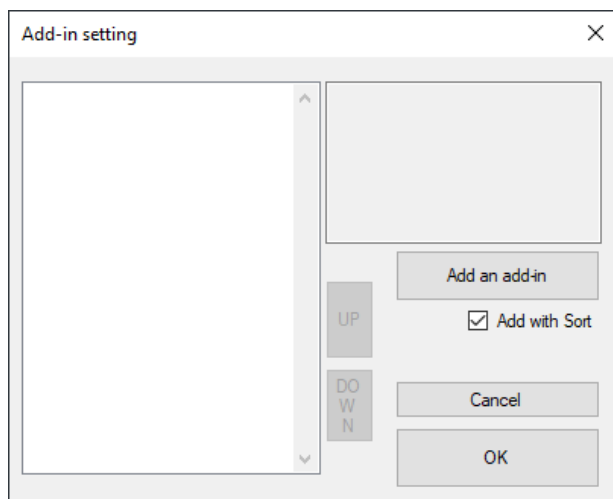 Add-in setting
Add an add-in
UP
Add with Sort
DO
W
N
Cancel
OK